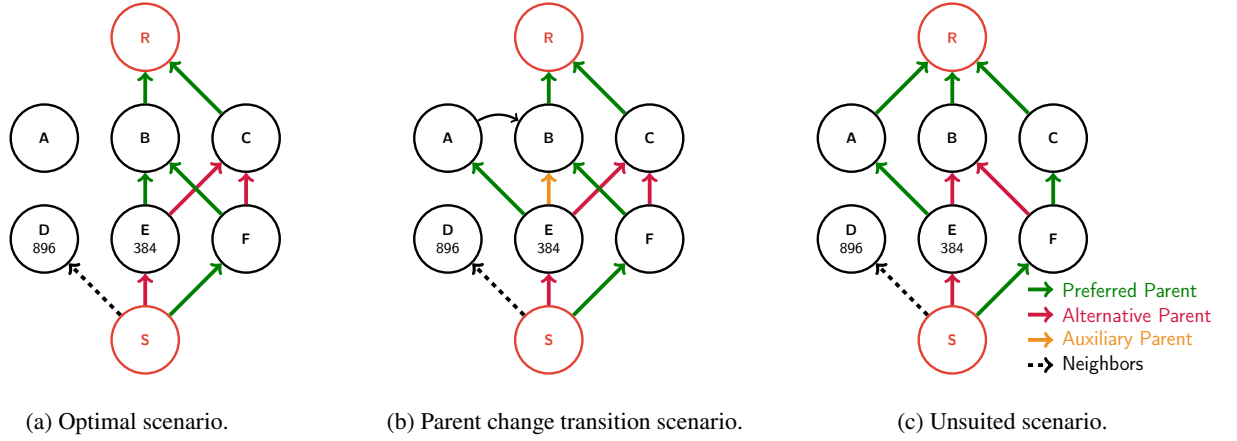 R R R
A B C A B C A B C
D E F D E F D E F
896 384 896 384 896 384
Preferred Parent
Alternative Parent
S S S
Auxiliary Parent
Neighbors
(a) Optimal scenario. (b) Parent change transition scenario. (c) Unsuited scenario.